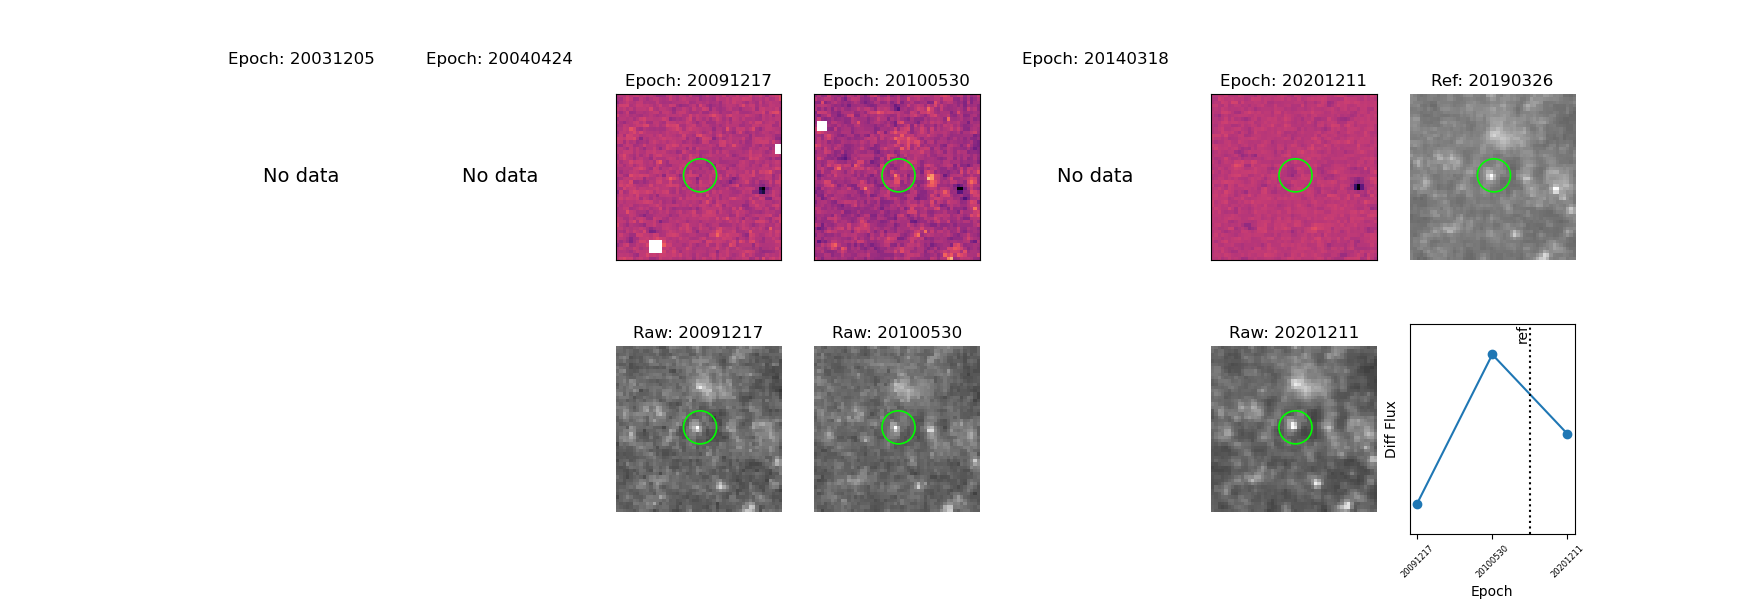 Epoch: 20031205
Epoch: 20040424
Epoch: 20140318
Epoch: 20091217
Epoch: 20100530
Epoch: 20201211
Ref: 20190326
No data
No data
No data
Raw: 20091217
Raw: 20100530
Raw: 20201211
ref
Diff Flux
20091217
20100530
20201211
Epoch